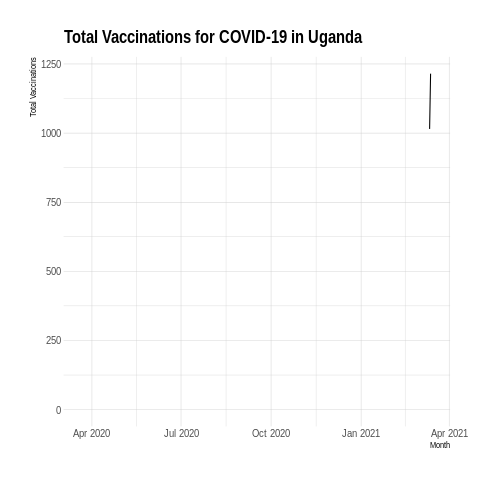 Total Vaccinations for COVID-19 in Uganda
Total Vaccinations
1250
1000
750
500
250
0
Apr 2020 Jul 2020 Oct 2020 Jan 2021 Apr 2021
Month